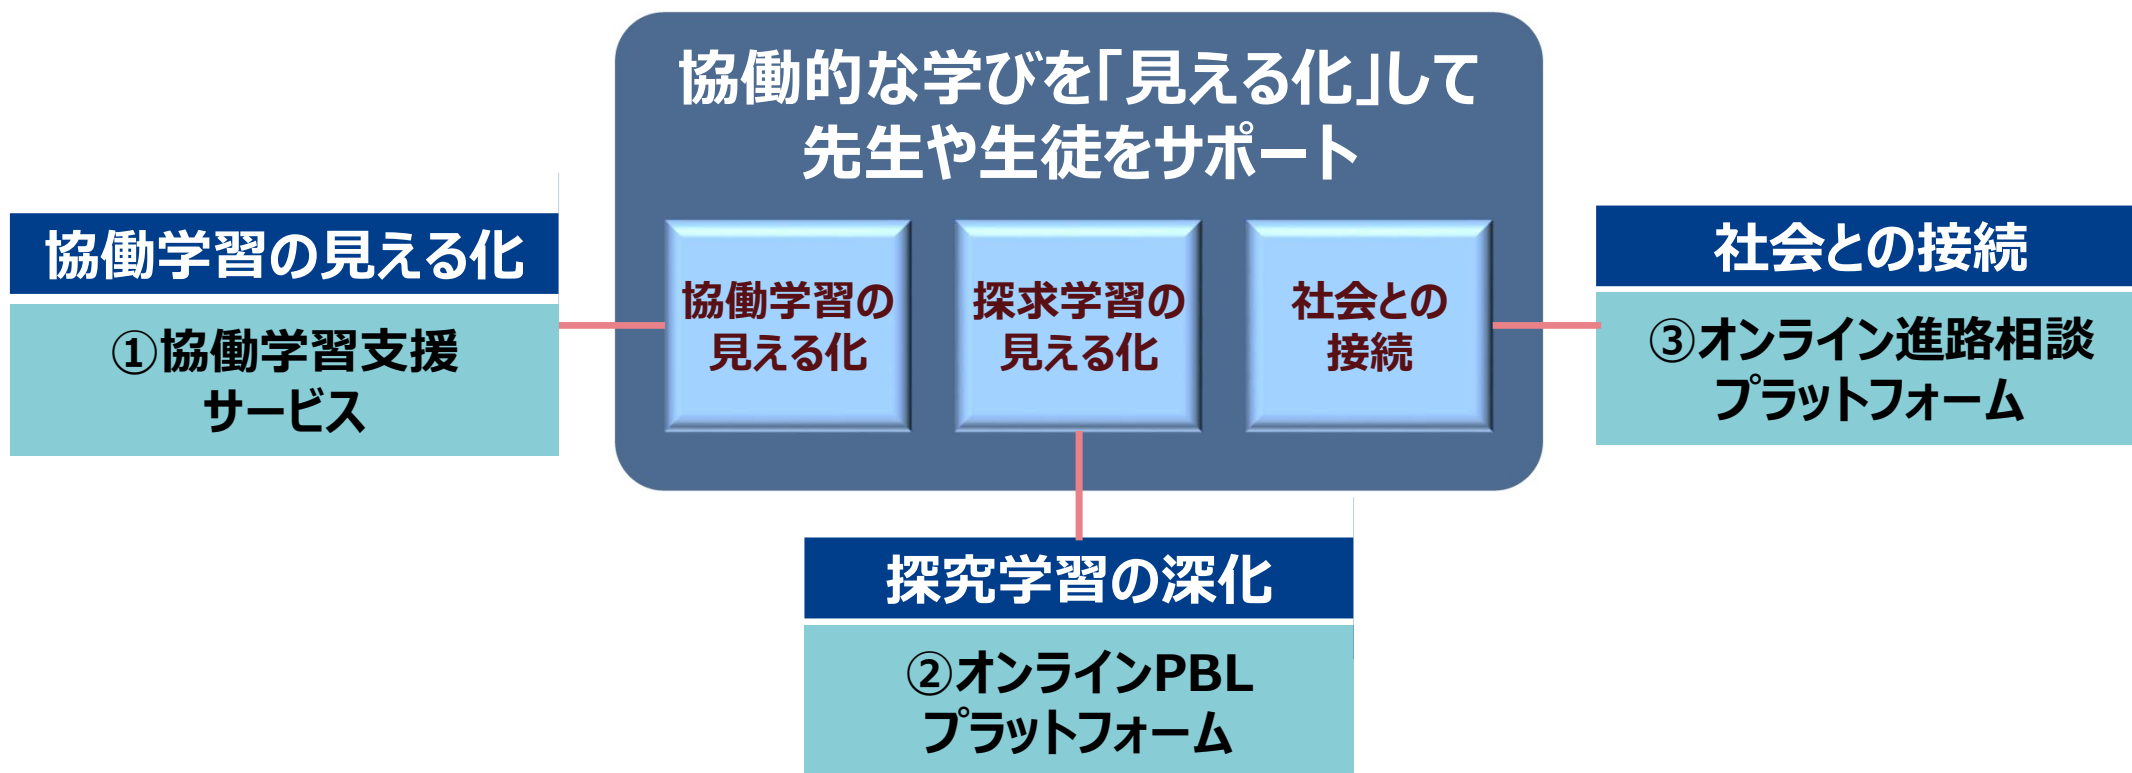 協働的な学びを「見える化」して
先生や生徒をサポート
協働学習の見える化
①協働学習支援
サービス
協働学習の
見える化
探求学習の
見える化
社会との
接続
社会との接続
③オンライン進路相談
プラットフォーム
探究学習の深化
②オンラインPBL
プラットフォーム